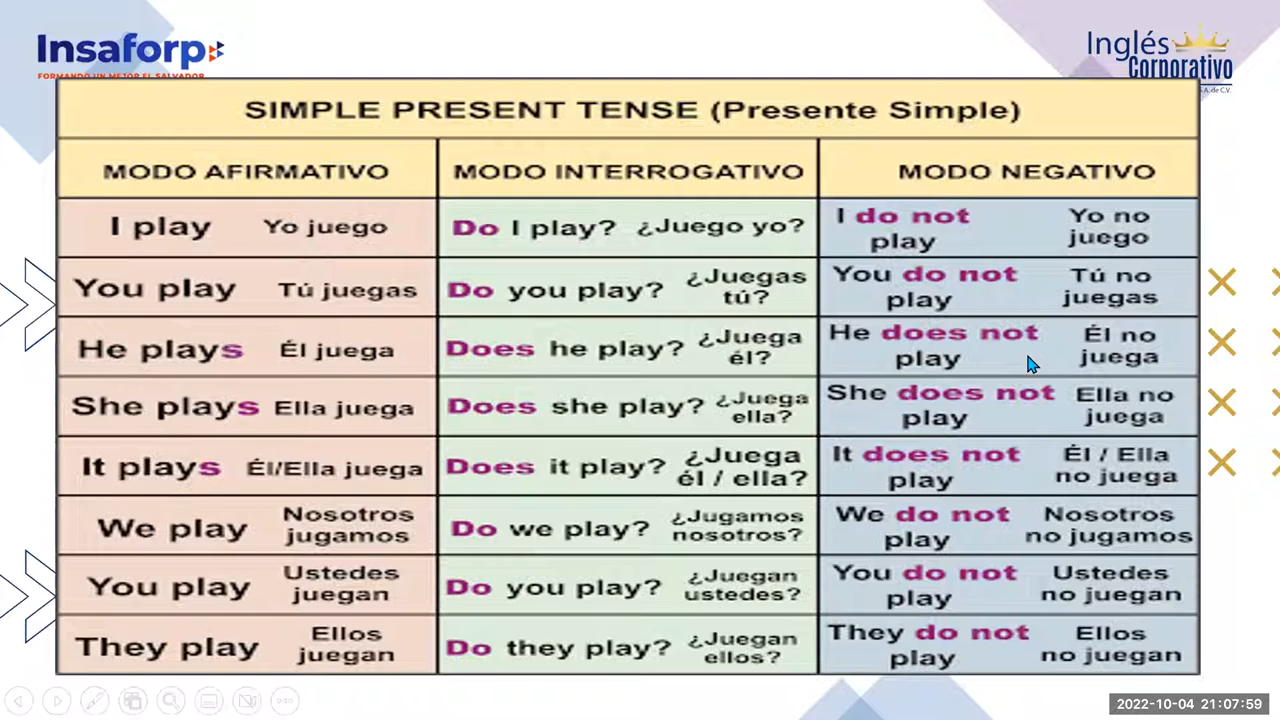 Insaforp
FORMANDO UN MEJOR EL SALVADOR
Inglés
Corporativo
S.A. de C.V.
SIMPLE PRESENT TENSE (Presente Simple)
MODO AFIRMATIVO MODO INTERROGATIVO MODO NEGATIVO
I play Yo juego Do I play? ¿Juego yo? I do not play Yo no juego
You play Tú juegas Do you play? ¿Juegas tú? You do not play Tú no juegas
He plays Él juega Does he play? ¿Juega él? He does not play Él no juega
She plays Ella juega Does she play? ¿Juega ella? She does not play Ella no juega
It plays Él/Ella juega Does it play? ¿Juega él / ella? It does not play Él / Ella no juega
We play Nosotros jugamos Do we play? ¿Jugamos nosotros? We do not play Nosotros no jugamos
You play Ustedes juegan Do you play? ¿Juegan ustedes? You do not play Ustedes no juegan
They play Ellos juegan Do they play? ¿Juegan ellos? They do not play Ellos no juegan
2022-10-04 21:07:59